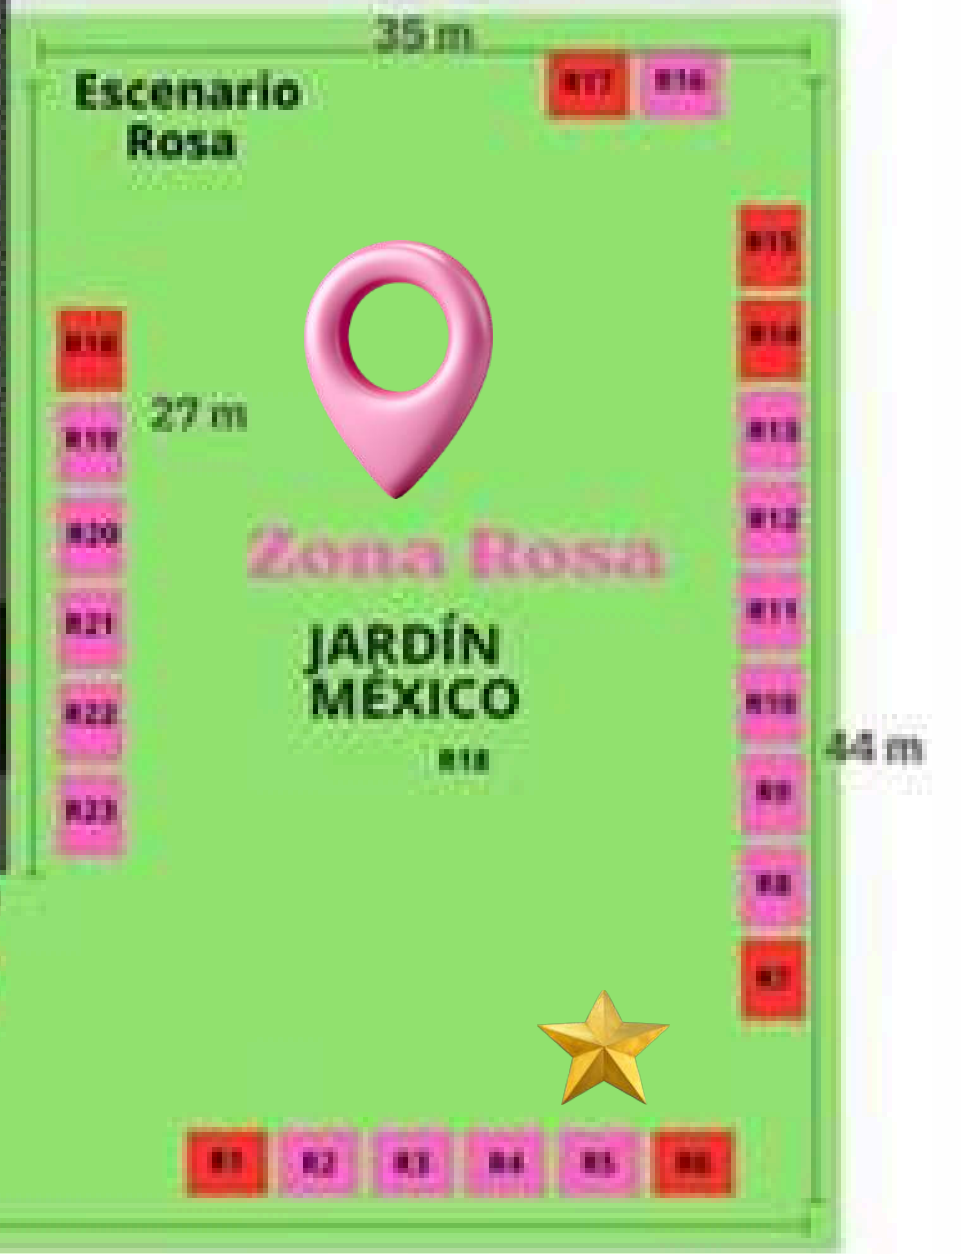 35 m
Escenario
Rosa
R17 R16
R15
R18
R14
R19
27 m
R13
R20
R12
Zona Rosa
R21
R11
JARDÍN
MÉXICO
R22
R10
44 m
R18
R23
R9
R8
R7
R1 R2 R3 R4 R5 R6